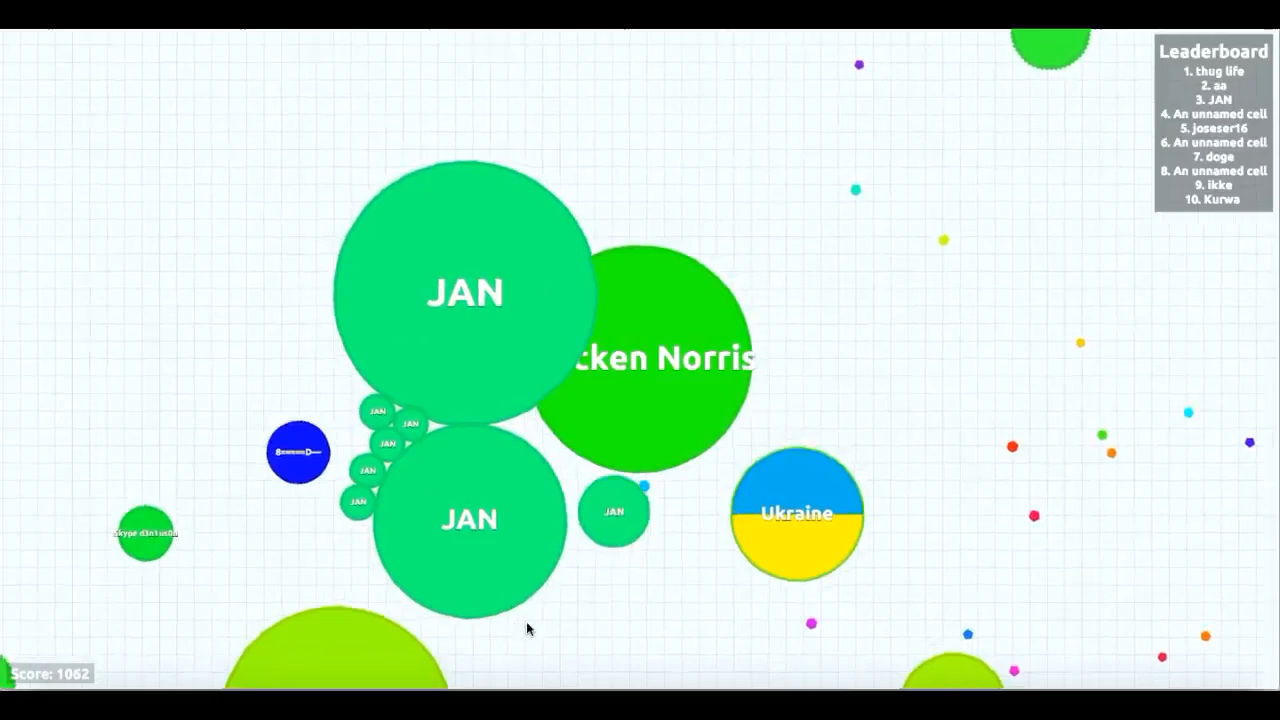 Leaderboard
1. thug life
2. aa
3. JAN
4. An unnamed cell
5. joseser16
6. An unnamed cell
7. doge
8. An unnamed cell
9. ikke
10. Kurwa
JAN
cken Norris
JAN
JAN
JAN
JAN
JAN
JAN
JAN
Ukraine
Score: 1062